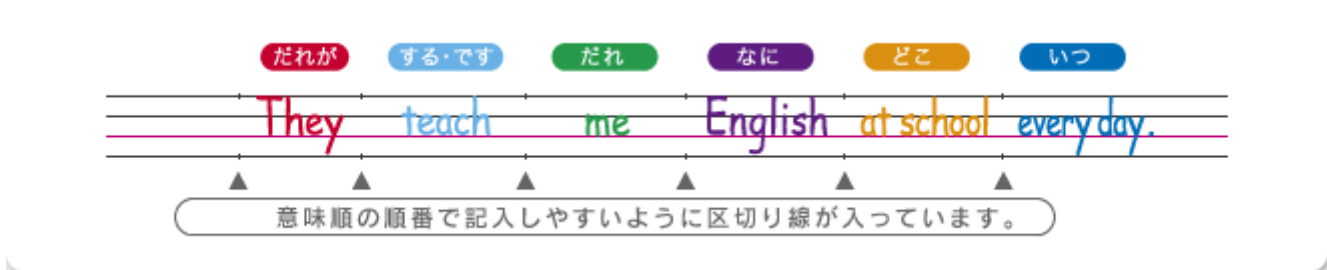 だれが する・です だれ なに どこ いつ
They teach me English at school every day.
意味順の順番で記入しやすいように区切り線が入っています。